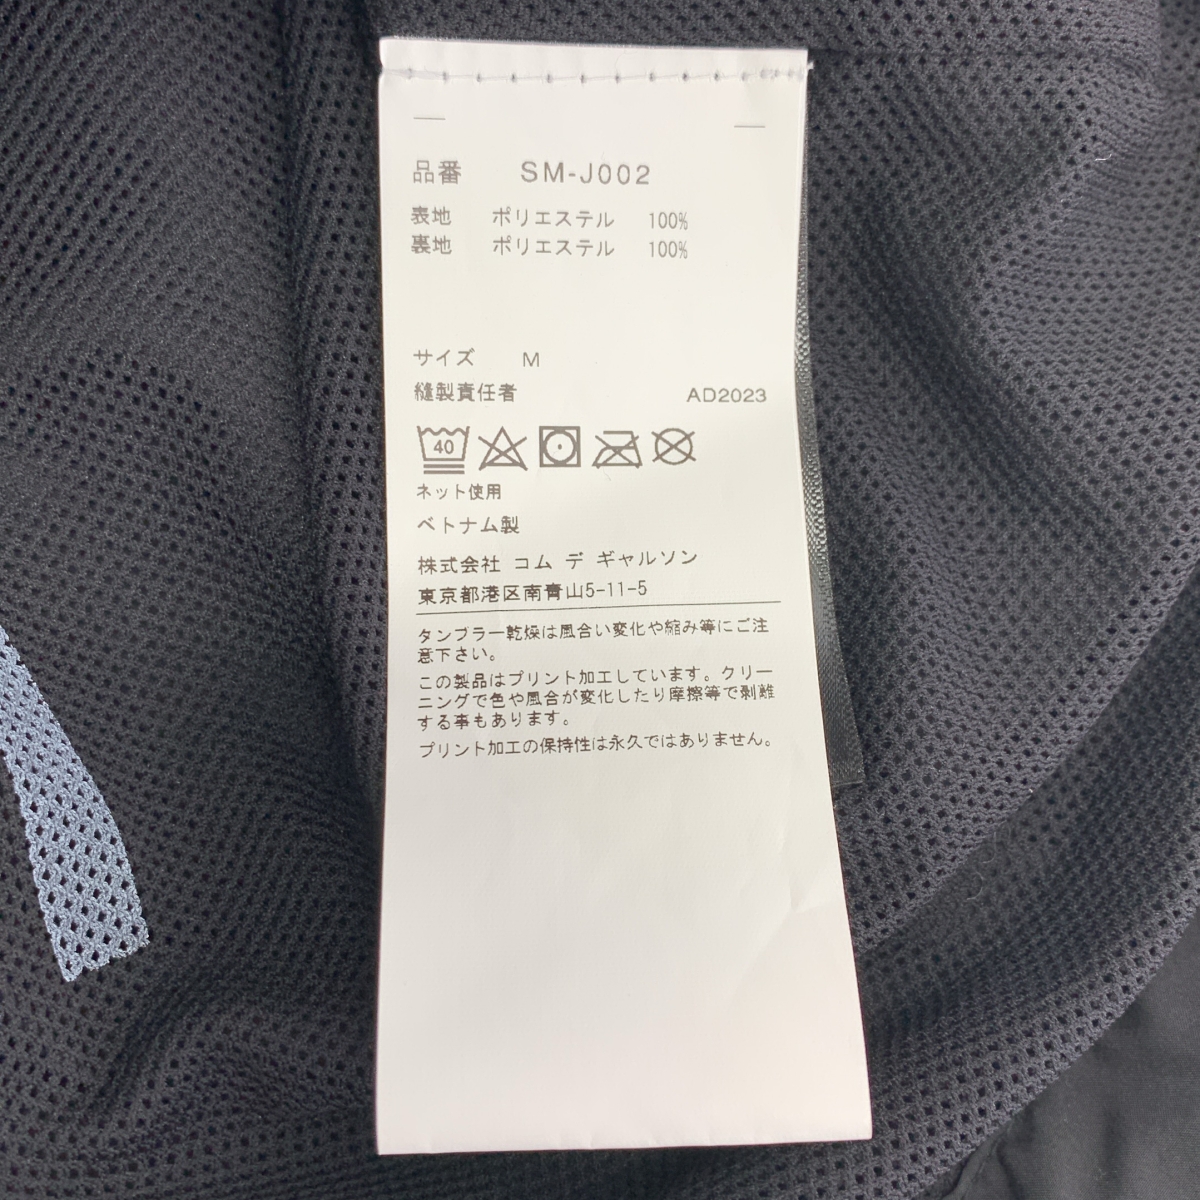 品番 SM-J002
表地 ポリエステル 100%
裏地 ポリエステル 100%
サイズ M
縫製責任者 AD2023
40
ネット使用
ベトナム製
株式会社 コム デ ギャルソン
東京都港区南青山5-11-5
タンブラー乾燥は風合い変化や縮み等にご注
意下さい。
この製品はプリント加工しています。クリー
ニングで色や風合が変化したり摩擦等で剥離
する事もあります。
プリント加工の保持性は永久ではありません。